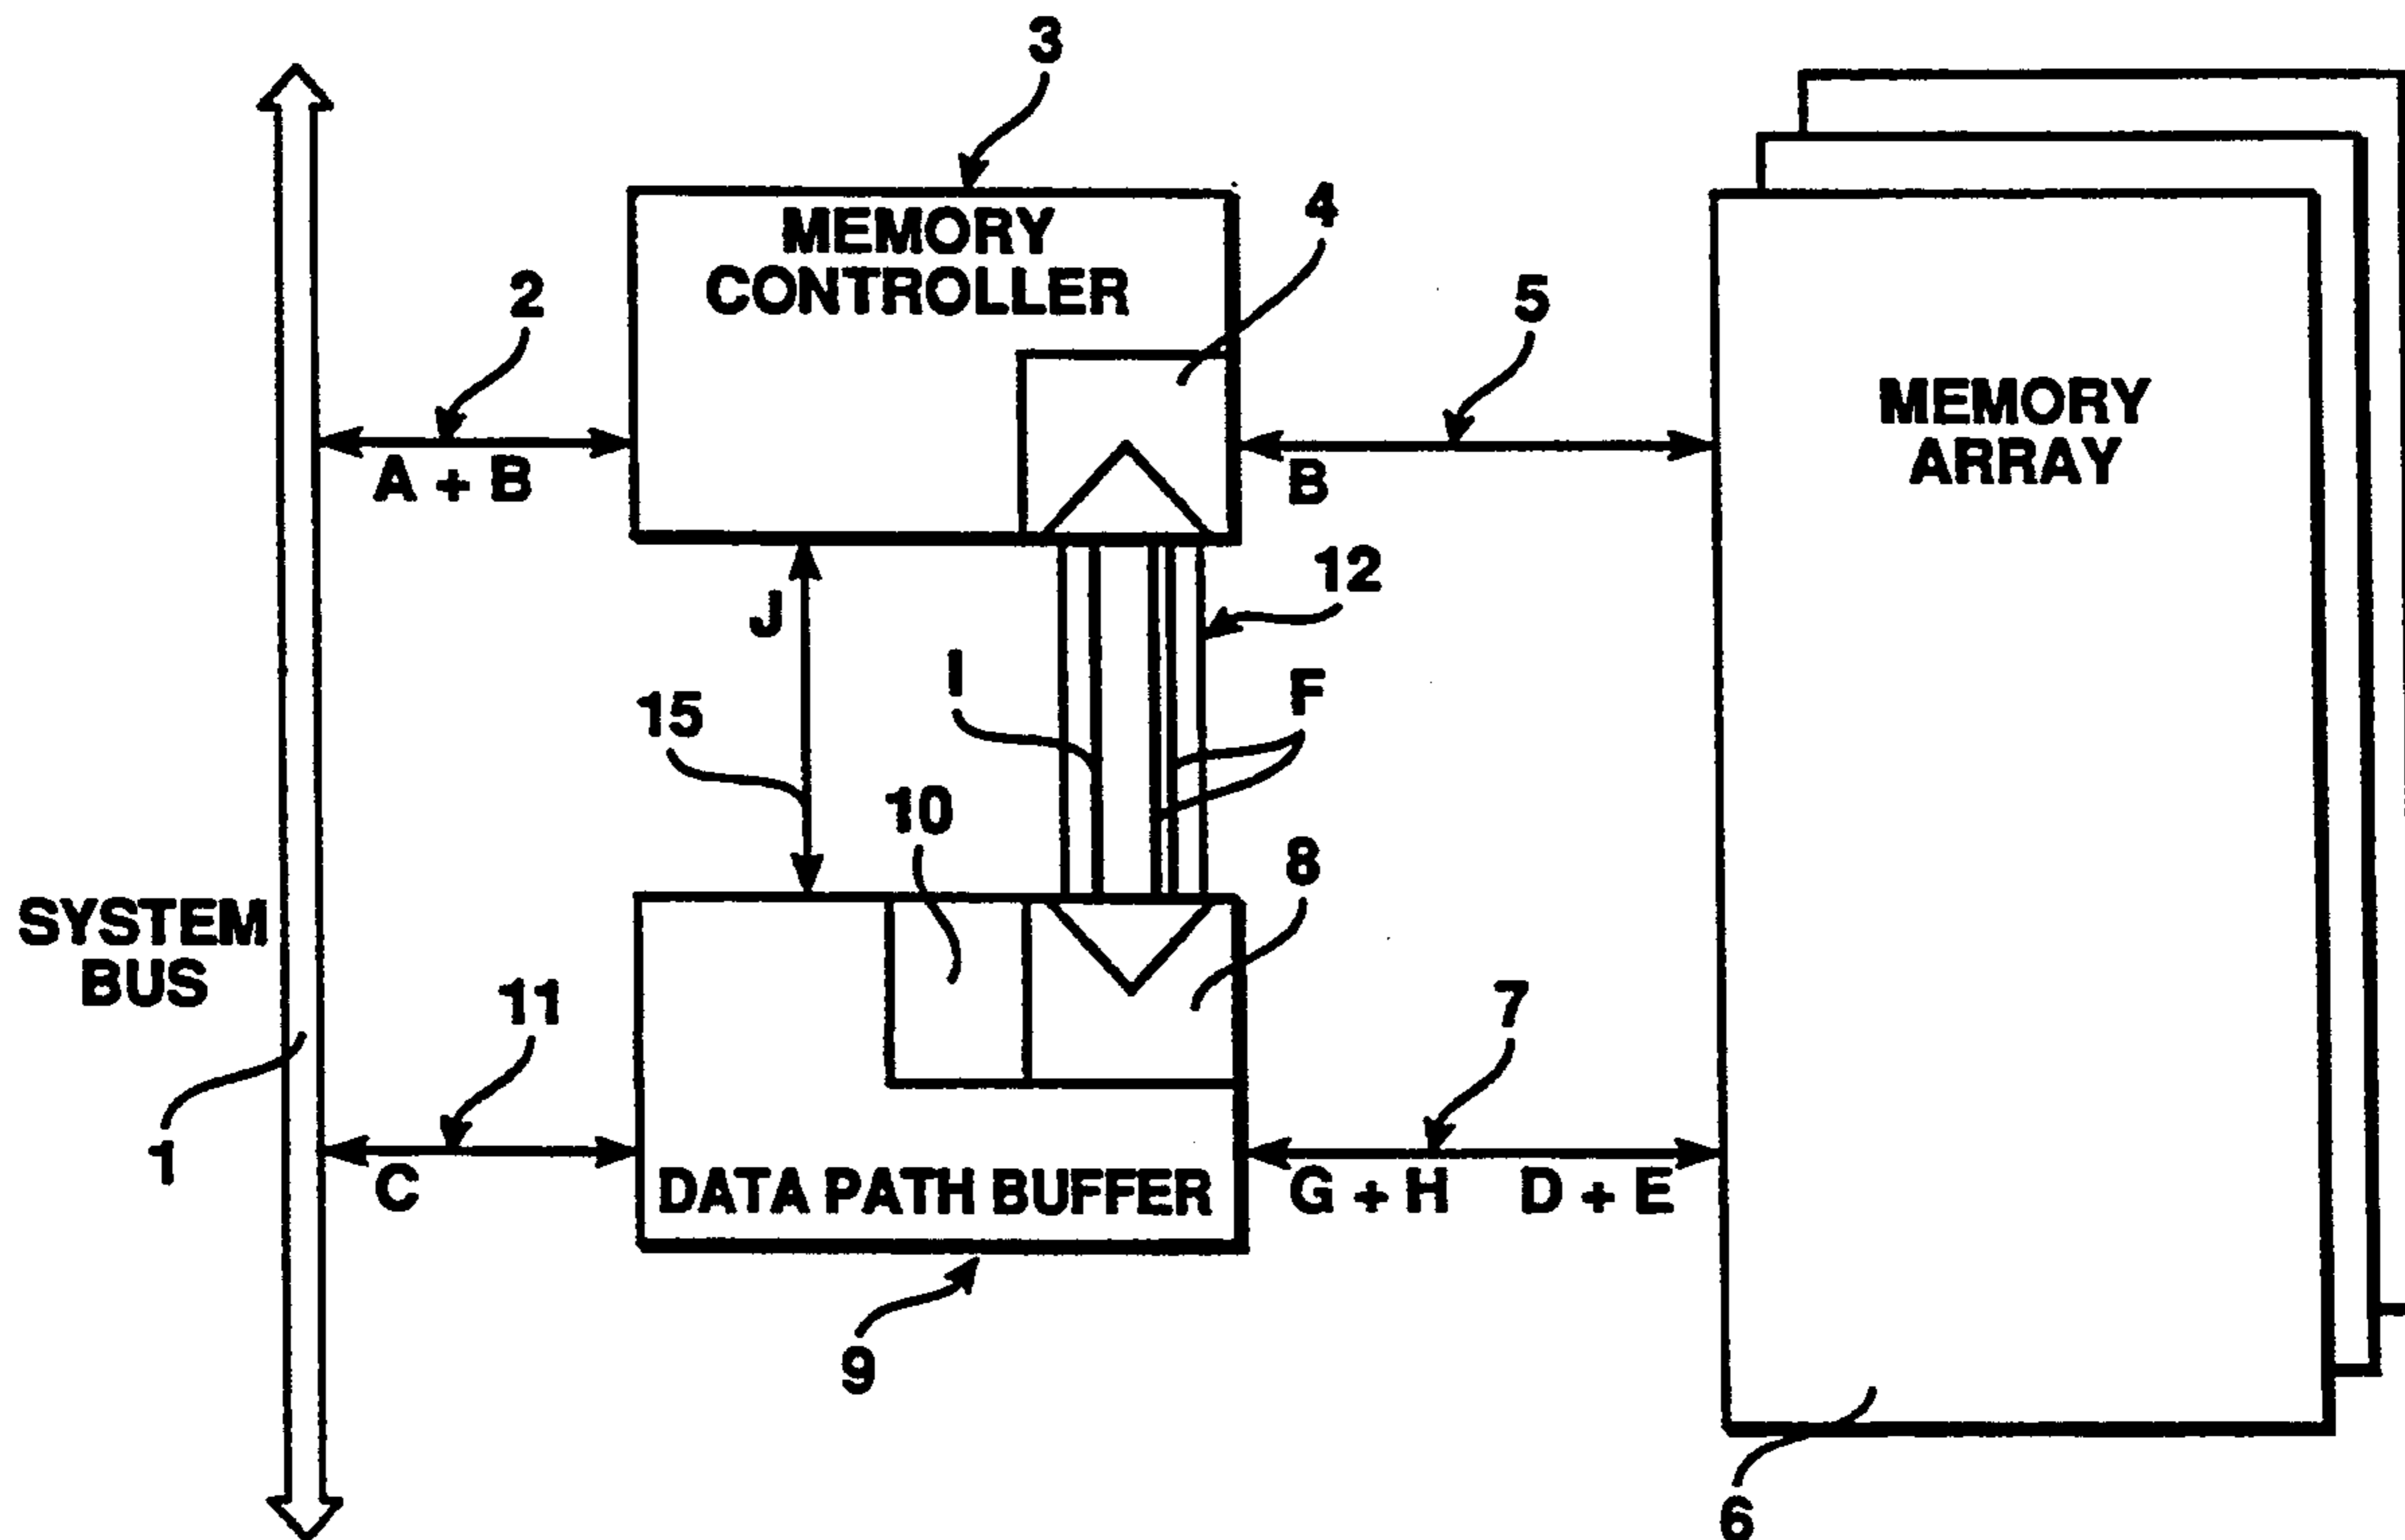 3
MEMORY
CONTROLLER
4
2
5
MEMORY
ARRAY
A + B
B
12
J
I
F
15
10
8
SYSTEM
BUS
11
7
1
C
DATA PATH BUFFER
G + H
D + E
9
6